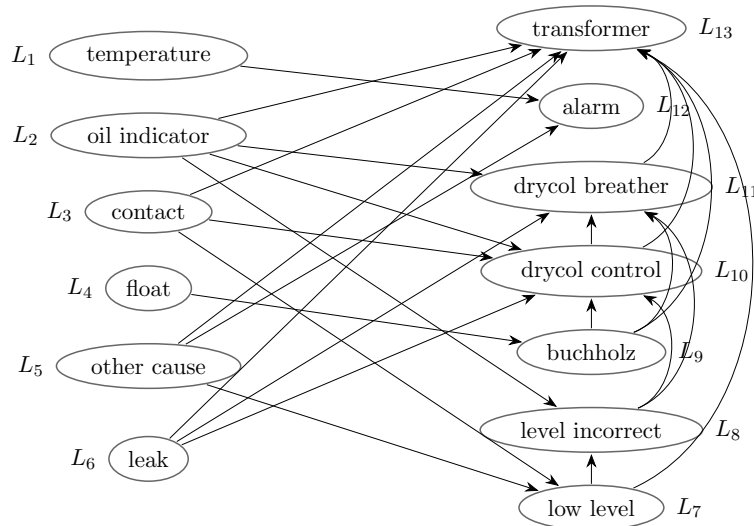 transformer L13
L1 temperature
alarm L12
L2 oil indicator
drycol breather L11
L3 contact
drycol control L10
L4 float
buchholz L9
L5 other cause
level incorrect L8
L6 leak
low level L7